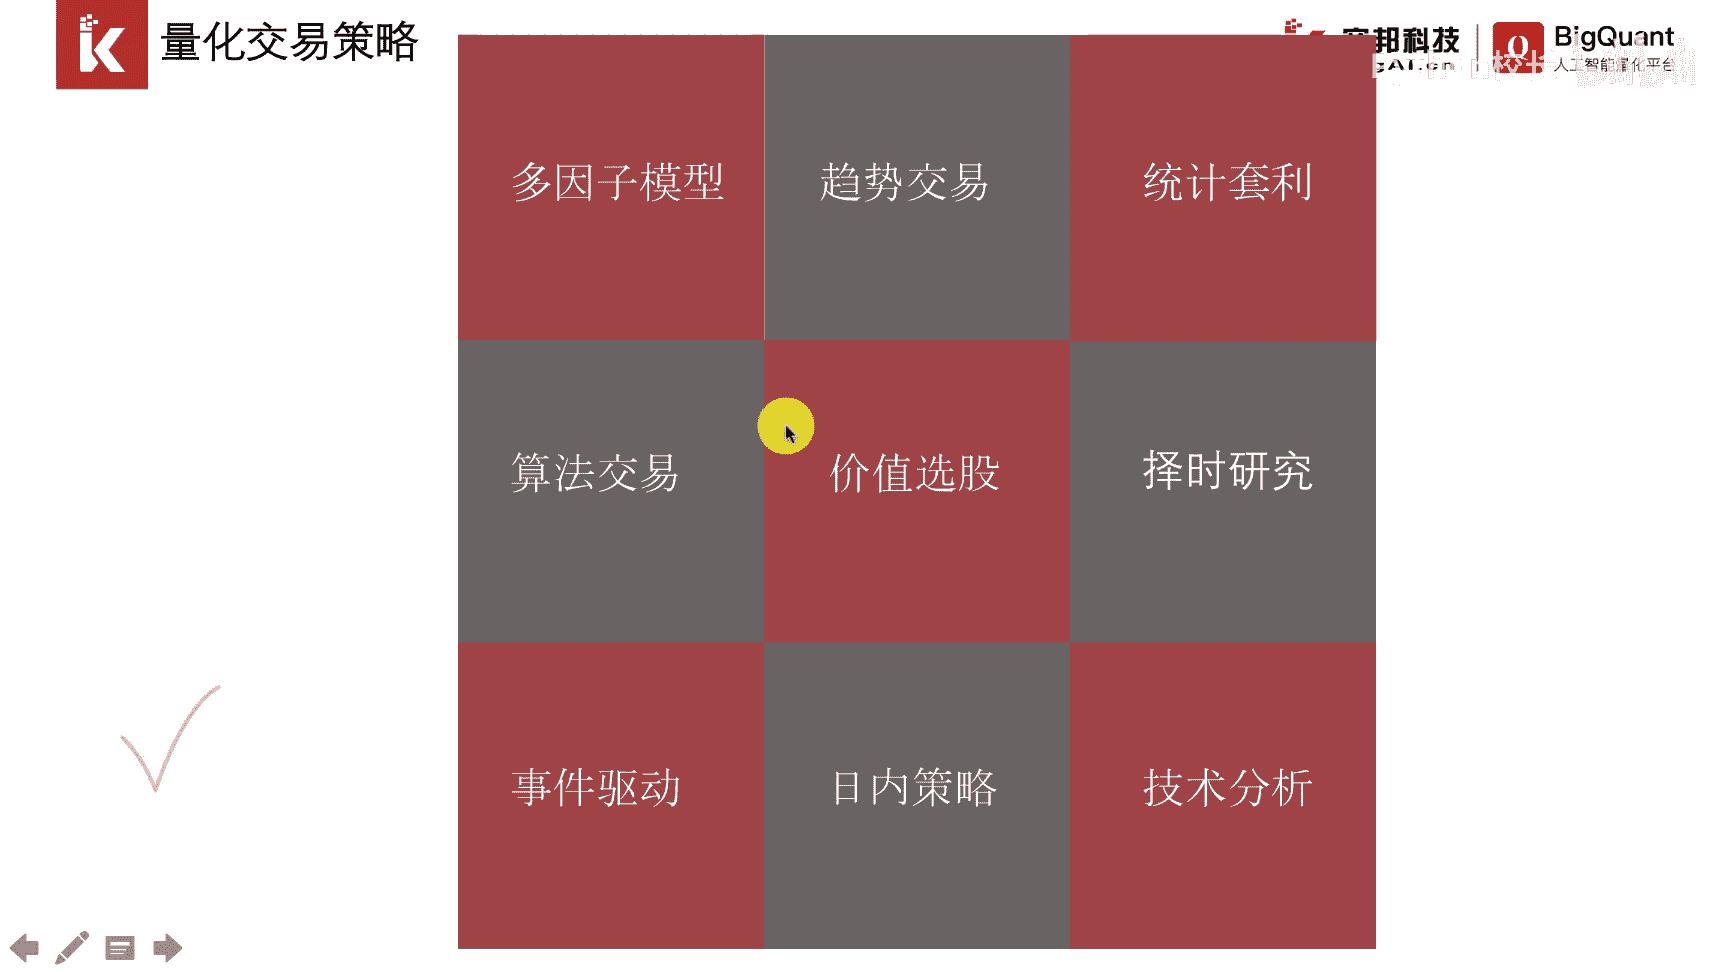 量化交易策略
邦科技
BigQuant
人工智能量化平台
多因子模型
趋势交易
统计套利
算法交易
价值选股
择时研究
事件驱动
日内策略
技术分析